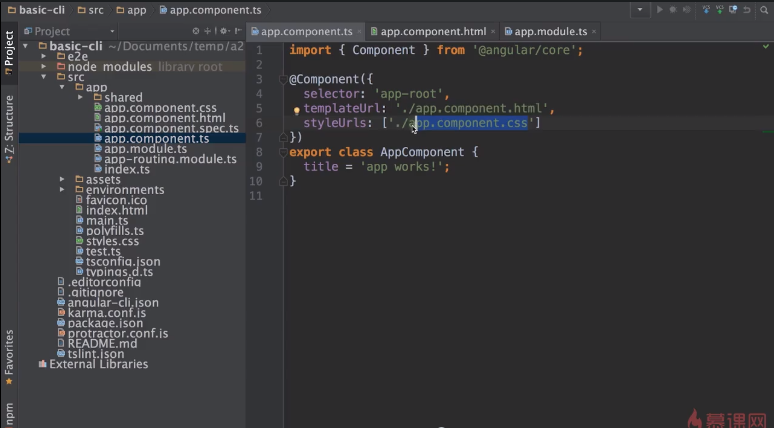 basic-cli src app app.component.ts
Project
app.component.ts app.component.html app.module.ts
Project
Z: Structure
Favorites
npm
basic-cli ~/Documents/temp/a2
e2e
node_modules library root
src
app
shared
app.component.css
app.component.html
app.component.spec.ts
app.component.ts
app.module.ts
app-routing.module.ts
index.ts
assets
environments
favicon.ico
index.html
main.ts
polyfills.ts
styles.css
test.ts
tsconfig.json
typings.d.ts
.editorconfig
.gitignore
angular-cli.json
karma.conf.js
package.json
protractor.conf.js
README.md
tslint.json
External Libraries
1 import { Component } from '@angular/core';
2
3 @Component({
4 selector: 'app-root',
5 templateUrl: './app.component.html',
6 styleUrls: ['./app.component.css']
7 })
8 export class AppComponent {
9 title = 'app works!';
10 }
11
慕课网